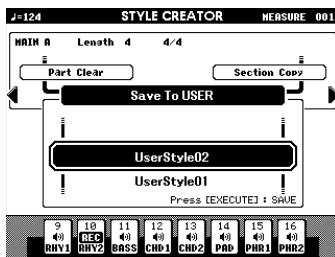 ♩=124 STYLE CREATOR MEASURE 001
MAIN A Length 4 4/4
Part Clear Section Copy
Save To USER
UserStyle02
UserStyle01
Press [EXECUTE] : SAVE
9 10 11 12 13 14 15 16
REC
RHY1 RHY2 BASS CHD1 CHD2 PAD PHR1 PHR2